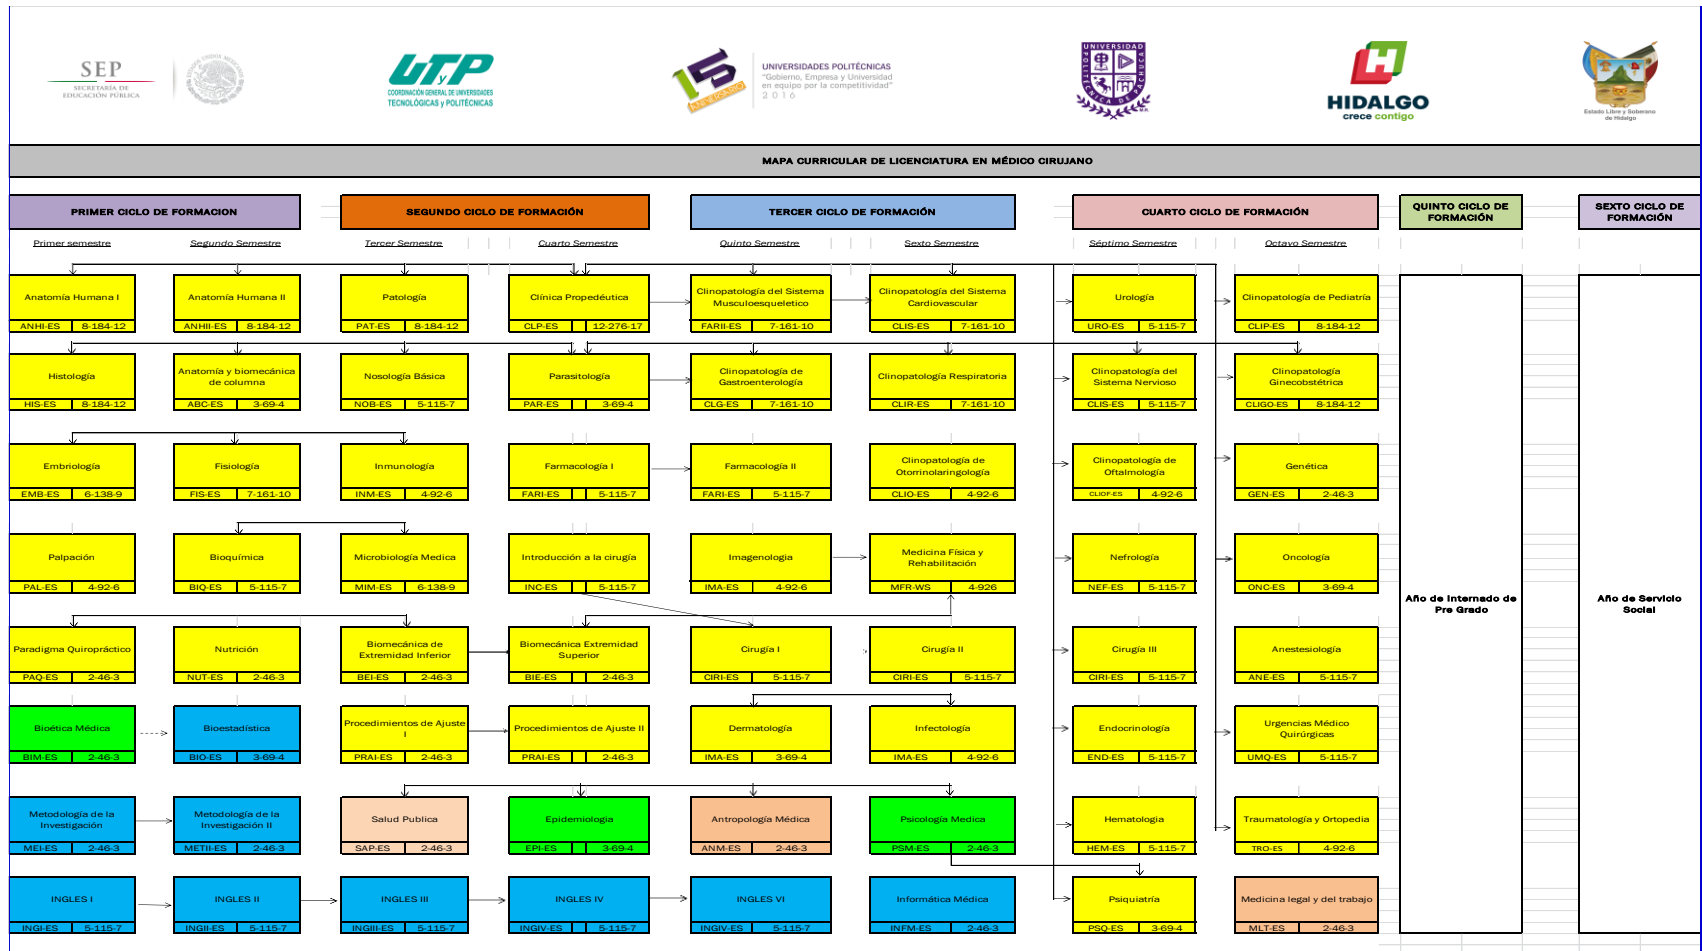 SEP
SECRETARÍA DE
EDUCACIÓN PÚBLICA
ESTADOS UNIDOS MEXICANOS
UTyP
COORDINACIÓN GENERAL DE UNIVERSIDADES
TECNOLÓGICAS y POLITÉCNICAS
15
ANIVERSARIO
UNIVERSIDADES POLITÉCNICAS
"Gobierno, Empresa y Universidad
en equipo por la competitividad"
2016
UNIVERSIDAD
POLITÉCNICA DE PACHUCA
HIDALGO
crece contigo
Estado Libre y Soberano
de Hidalgo
MAPA CURRICULAR DE LICENCIATURA EN MÉDICO CIRUJANO
PRIMER CICLO DE FORMACION
SEGUNDO CICLO DE FORMACIÓN
TERCER CICLO DE FORMACIÓN
CUARTO CICLO DE FORMACIÓN
QUINTO CICLO DE
FORMACIÓN
SEXTO CICLO DE
FORMACIÓN
Primer semestre
Segundo Semestre
Tercer Semestre
Cuarto Semestre
Quinto Semestre
Sexto Semestre
Séptimo Semestre
Octavo Semestre
Anatomía Humana I
ANHI-ES 8-184-12
Anatomía Humana II
ANHII-ES 8-184-12
Patología
PAT-ES 8-184-12
Clínica Propedéutica
CLP-ES 12-276-17
Clinopatología del Sistema
Musculoesqueletico
FARII-ES 7-161-10
Clinopatología del Sistema
Cardiovascular
CLIS-ES 7-161-10
Urología
URO-ES 5-115-7
Clinopatología de Pediatría
CLIP-ES 8-184-12
Histología
HIS-ES 8-184-12
Anatomía y biomecánica
de columna
ABC-ES 3-69-4
Nosología Básica
NOB-ES 5-115-7
Parasitología
PAR-ES 3-69-4
Clinopatología de
Gastroenterología
CLG-ES 7-161-10
Clinopatología Respiratoria
CLIR-ES 7-161-10
Clinopatología del
Sistema Nervioso
CLIS-ES 5-115-7
Clinopatología
Ginecobstétrica
CLIGO-ES 8-184-12
Embriología
EMB-ES 6-138-9
Fisiología
FIS-ES 7-161-10
Inmunología
INM-ES 4-92-6
Farmacología I
FARI-ES 5-115-7
Farmacología II
FARI-ES 5-115-7
Clinopatología de
Otorrinolaringología
CLIO-ES 4-92-6
Clinopatología de
Oftalmología
CLIOF-ES 4-92-6
Genética
GEN-ES 2-46-3
Palpación
PAL-ES 4-92-6
Bioquímica
BIQ-ES 5-115-7
Microbiología Medica
MIM-ES 6-138-9
Introducción a la cirugía
INC-ES 5-115-7
Imagenologia
IMA-ES 4-92-6
Medicina Física y
Rehabilitación
MFR-WS 4-926
Nefrología
NEF-ES 5-115-7
Oncología
ONC-ES 3-69-4
Año de Internado de
Pre Grado
Año de Servicio
Social
Paradigma Quiropráctico
PAQ-ES 2-46-3
Nutrición
NUT-ES 2-46-3
Biomecánica de
Extremidad Inferior
BEI-ES 2-46-3
Biomecánica Extremidad
Superior
BIE-ES 2-46-3
Cirugía I
CIRI-ES 5-115-7
Cirugía II
CIRI-ES 5-115-7
Cirugía III
CIRI-ES 5-115-7
Anestesiología
ANE-ES 5-115-7
Bioética Médica
BIM-ES 2-46-3
Bioestadística
BIO-ES 3-69-4
Procedimientos de Ajuste
I
PRAI-ES 2-46-3
Procedimientos de Ajuste II
PRAI-ES 2-46-3
Dermatología
IMA-ES 3-69-4
Infectología
IMA-ES 4-92-6
Endocrinología
END-ES 5-115-7
Urgencias Médico
Quirúrgicas
UMQ-ES 5-115-7
Metodología de la
Investigación
MEI-ES 2-46-3
Metodología de la
Investigación II
METII-ES 2-46-3
Salud Publica
SAP-ES 2-46-3
Epidemiologia
EPI-ES 3-69-4
Antropología Médica
ANM-ES 2-46-3
Psicología Medica
PSM-ES 2-46-3
Hematologia
HEM-ES 5-115-7
Traumatología y Ortopedia
TRO-ES 4-92-6
INGLES I
INGI-ES 5-115-7
INGLES II
INGII-ES 5-115-7
INGLES III
INGIII-ES 5-115-7
INGLES IV
INGIV-ES 5-115-7
INGLES VI
INGIV-ES 5-115-7
Informática Médica
INFM-ES 2-46-3
Psiquiatría
PSQ-ES 3-69-4
Medicina legal y del trabajo
MLT-ES 2-46-3